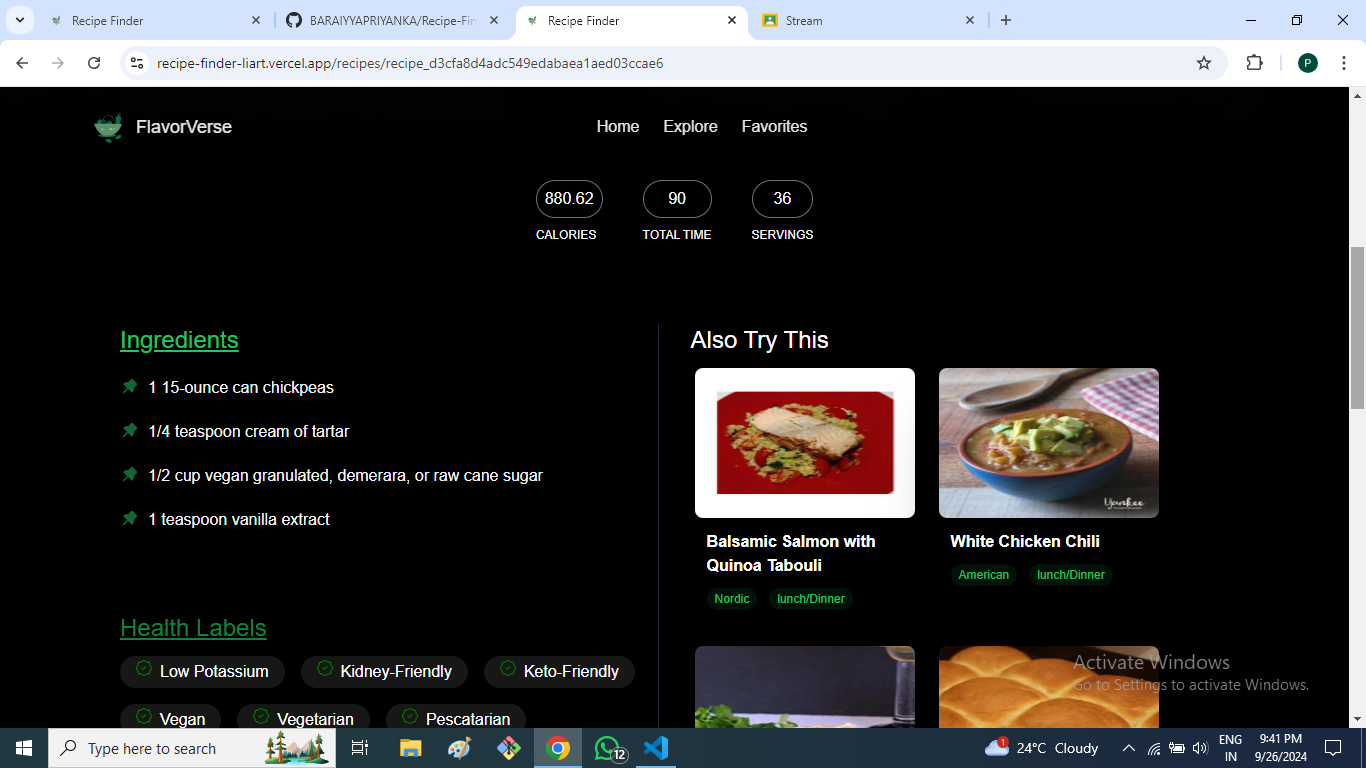 Recipe Finder
BARAIYYAPRIYANKA/Recipe-Fin
Recipe Finder
Stream
recipe-finder-liart.vercel.app/recipes/recipe_d3cfa8d4adc549edabaea1aed03ccae6
P
FlavorVerse
Home
Explore
Favorites
880.62
90
36
CALORIES
TOTAL TIME
SERVINGS
Ingredients
1 15-ounce can chickpeas
1/4 teaspoon cream of tartar
1/2 cup vegan granulated, demerara, or raw cane sugar
1 teaspoon vanilla extract
Health Labels
Low Potassium
Kidney-Friendly
Keto-Friendly
Vegan
Vegetarian
Pescatarian
Also Try This
Balsamic Salmon with
Quinoa Tabouli
Nordic
lunch/Dinner
Yankee
White Chicken Chili
American
lunch/Dinner
Activate Windows
Go to Settings to activate Windows.
Type here to search
12
1
24°C Cloudy
ENG
IN
9:41 PM
9/26/2024